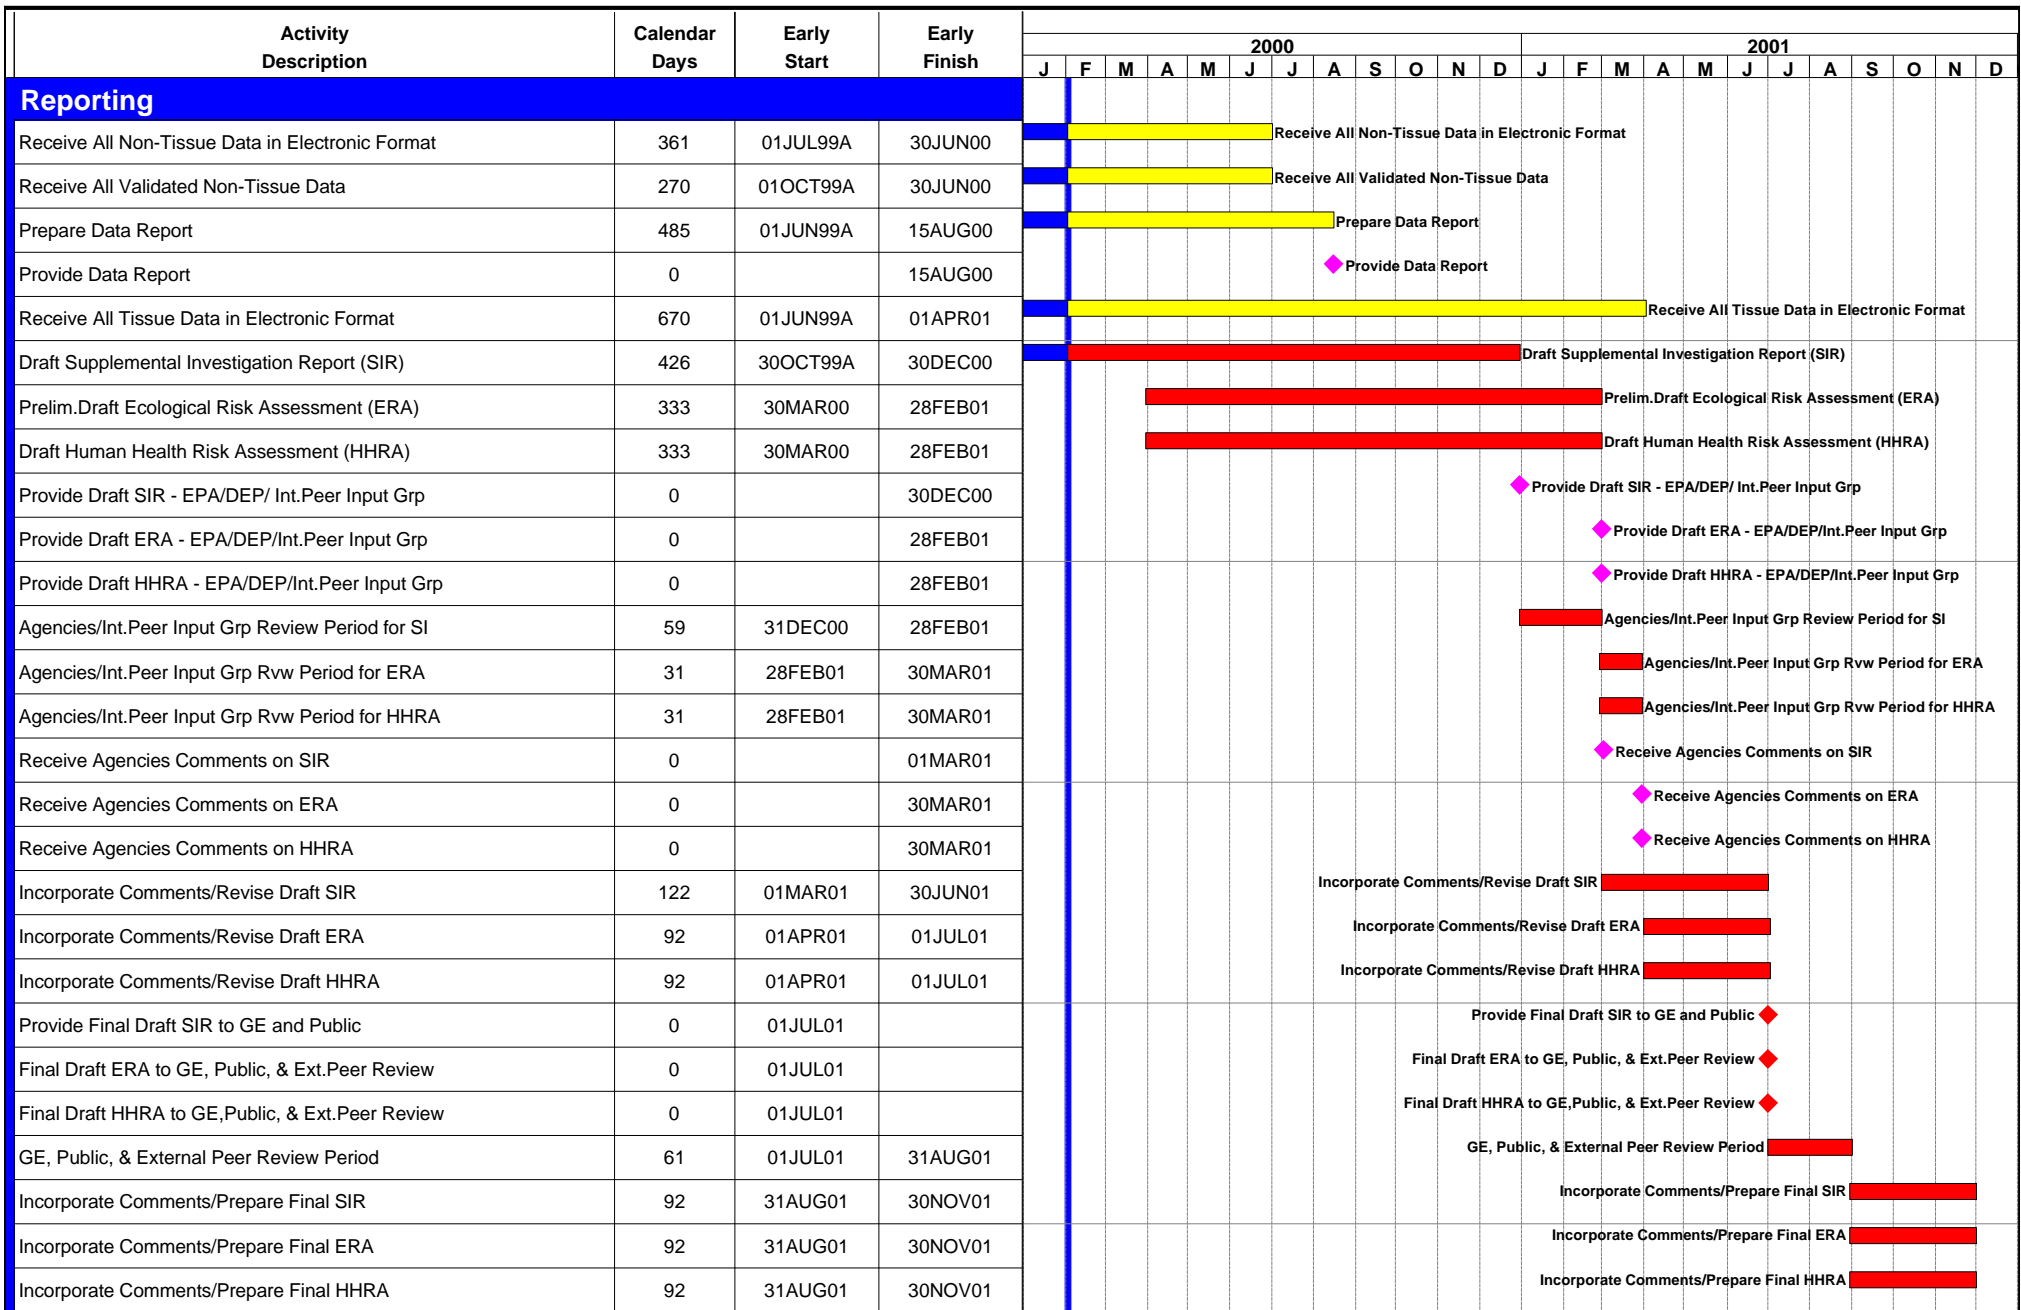 Activity Description Calendar Days Early Start Early Finish
2000 2001
J F M A M J J A S O N D J F M A M J J A S O N D
Reporting
Receive All Non-Tissue Data in Electronic Format 361 01JUL99A 30JUN00 Receive All Non-Tissue Data in Electronic Format
Receive All Validated Non-Tissue Data 270 01OCT99A 30JUN00 Receive All Validated Non-Tissue Data
Prepare Data Report 485 01JUN99A 15AUG00 Prepare Data Report
Provide Data Report 0 15AUG00 Provide Data Report
Receive All Tissue Data in Electronic Format 670 01JUN99A 01APR01 Receive All Tissue Data in Electronic Format
Draft Supplemental Investigation Report (SIR) 426 30OCT99A 30DEC00 Draft Supplemental Investigation Report (SIR)
Prelim.Draft Ecological Risk Assessment (ERA) 333 30MAR00 28FEB01 Prelim.Draft Ecological Risk Assessment (ERA)
Draft Human Health Risk Assessment (HHRA) 333 30MAR00 28FEB01 Draft Human Health Risk Assessment (HHRA)
Provide Draft SIR - EPA/DEP/ Int.Peer Input Grp 0 30DEC00 Provide Draft SIR - EPA/DEP/ Int.Peer Input Grp
Provide Draft ERA - EPA/DEP/Int.Peer Input Grp 0 28FEB01 Provide Draft ERA - EPA/DEP/Int.Peer Input Grp
Provide Draft HHRA - EPA/DEP/Int.Peer Input Grp 0 28FEB01 Provide Draft HHRA - EPA/DEP/Int.Peer Input Grp
Agencies/Int.Peer Input Grp Review Period for SI 59 31DEC00 28FEB01 Agencies/Int.Peer Input Grp Review Period for SI
Agencies/Int.Peer Input Grp Rvw Period for ERA 31 28FEB01 30MAR01 Agencies/Int.Peer Input Grp Rvw Period for ERA
Agencies/Int.Peer Input Grp Rvw Period for HHRA 31 28FEB01 30MAR01 Agencies/Int.Peer Input Grp Rvw Period for HHRA
Receive Agencies Comments on SIR 0 01MAR01 Receive Agencies Comments on SIR
Receive Agencies Comments on ERA 0 30MAR01 Receive Agencies Comments on ERA
Receive Agencies Comments on HHRA 0 30MAR01 Receive Agencies Comments on HHRA
Incorporate Comments/Revise Draft SIR 122 01MAR01 30JUN01 Incorporate Comments/Revise Draft SIR
Incorporate Comments/Revise Draft ERA 92 01APR01 01JUL01 Incorporate Comments/Revise Draft ERA
Incorporate Comments/Revise Draft HHRA 92 01APR01 01JUL01 Incorporate Comments/Revise Draft HHRA
Provide Final Draft SIR to GE and Public 0 01JUL01 Provide Final Draft SIR to GE and Public
Final Draft ERA to GE, Public, & Ext.Peer Review 0 01JUL01 Final Draft ERA to GE, Public, & Ext.Peer Review
Final Draft HHRA to GE,Public, & Ext.Peer Review 0 01JUL01 Final Draft HHRA to GE,Public, & Ext.Peer Review
GE, Public, & External Peer Review Period 61 01JUL01 31AUG01 GE, Public, & External Peer Review Period
Incorporate Comments/Prepare Final SIR 92 31AUG01 30NOV01 Incorporate Comments/Prepare Final SIR
Incorporate Comments/Prepare Final ERA 92 31AUG01 30NOV01 Incorporate Comments/Prepare Final ERA
Incorporate Comments/Prepare Final HHRA 92 31AUG01 30NOV01 Incorporate Comments/Prepare Final HHRA